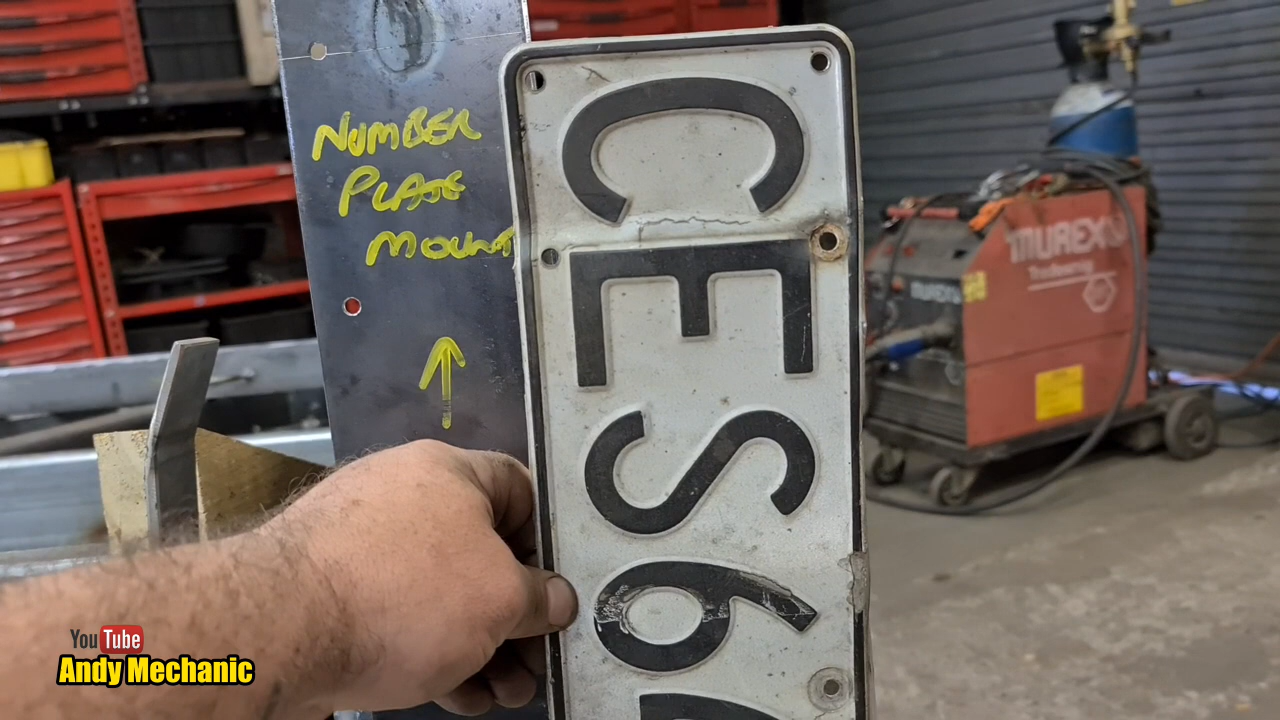 NUMBER
PLATE
MOUNT
CES6
MUREX
YouTube
Andy Mechanic